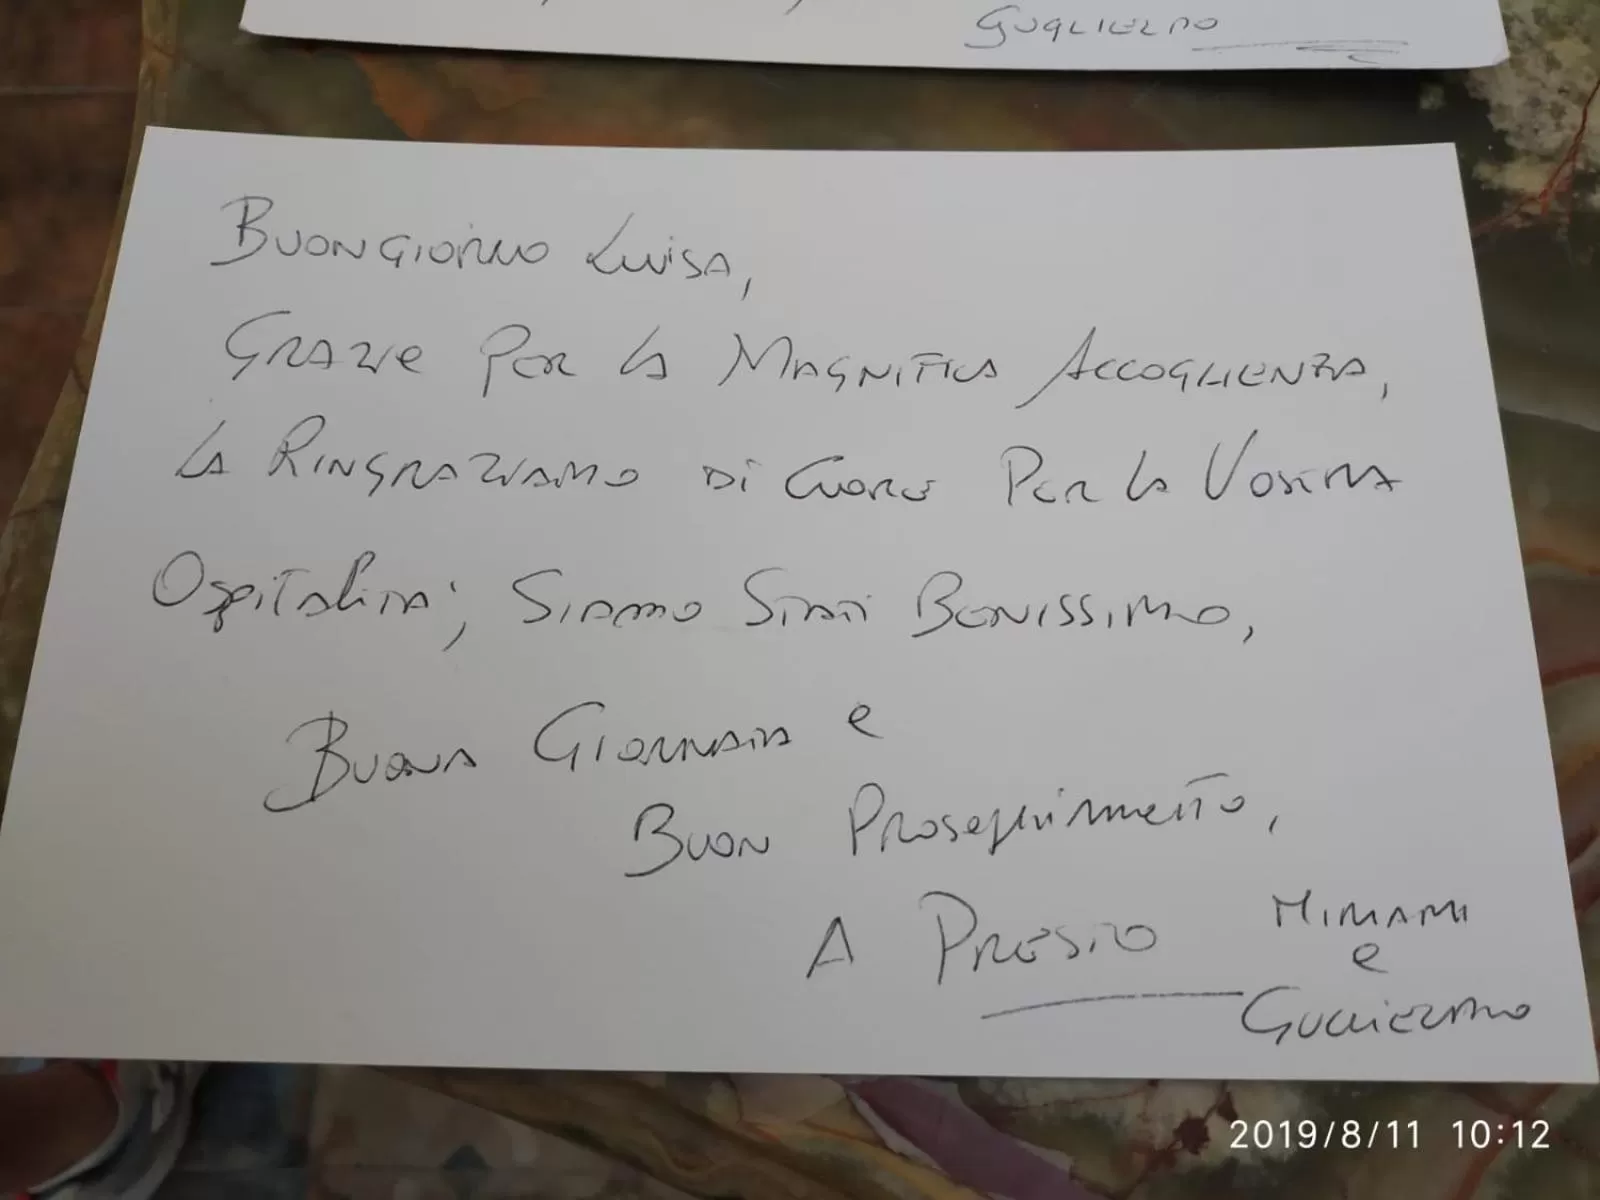 Guglielmo
Buongiorno Luisa,
Grazie per la Magnifica Accoglienza,
La Ringraziamo di Cuore Per la Vostra
Ospitalità; Siamo Stati Benissimo,
Buona Giornata e
Buon Proseguimento,
A Presto
Miriam
e
Guglielmo
2019/8/11 10:12